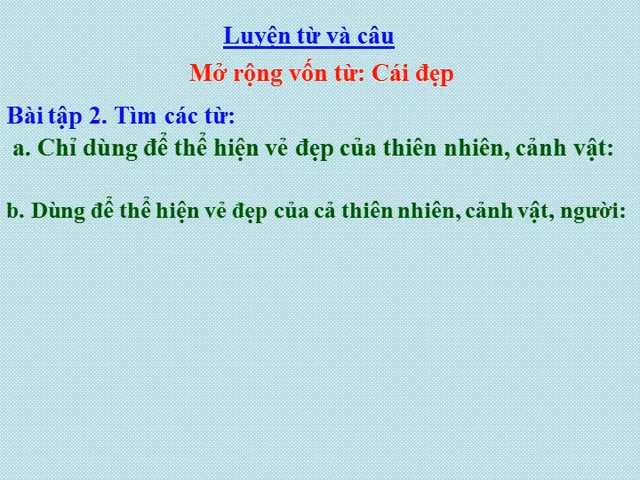 Luyện từ và câu
Mở rộng vốn từ: Cái đẹp
Bài tập 2. Tìm các từ:
a. Chỉ dùng để thể hiện vẻ đẹp của thiên nhiên, cảnh vật:
b. Dùng để thể hiện vẻ đẹp của cả thiên nhiên, cảnh vật, người: